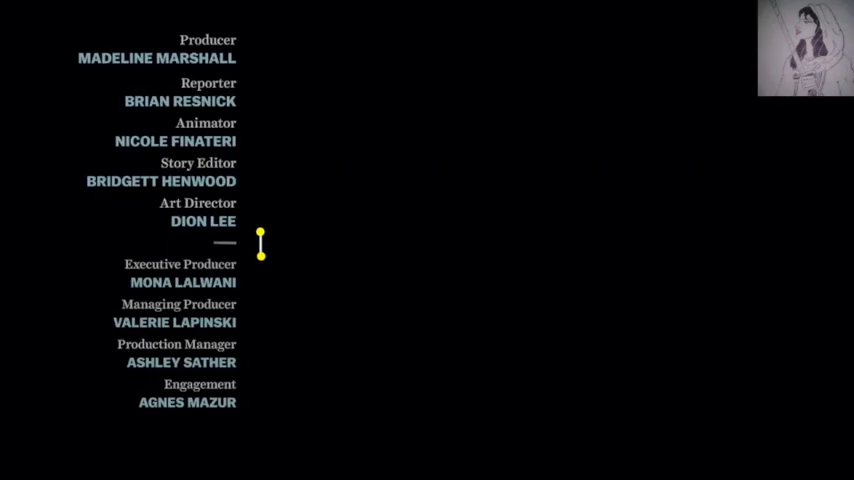 Producer
MADELINE MARSHALL
Reporter
BRIAN RESNICK
Animator
NICOLE FINATERI
Story Editor
BRIDGETT HENWOOD
Art Director
DION LEE
Executive Producer
MONA LALWANI
Managing Producer
VALERIE LAPINSKI
Production Manager
ASHLEY SATHER
Engagement
AGNES MAZUR